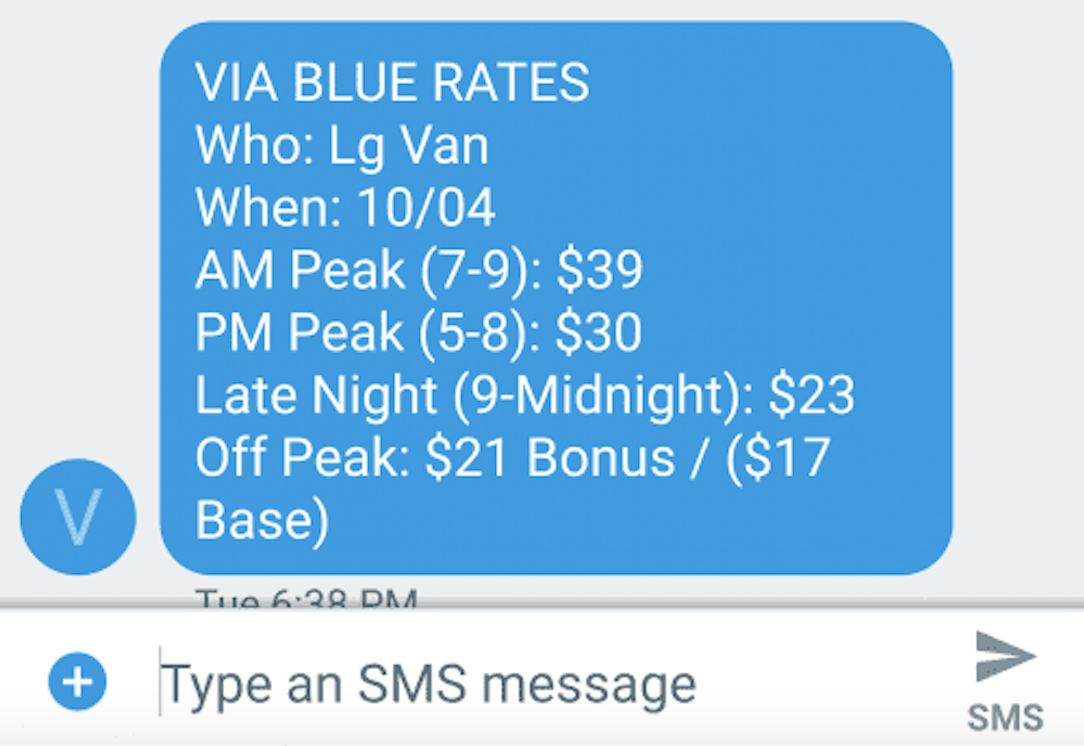 VIA BLUE RATES
Who: Lg Van
When: 10/04
AM Peak (7-9): $39
PM Peak (5-8): $30
Late Night (9-Midnight): $23
Off Peak: $21 Bonus / ($17
Base)
V
Tue 6:38 PM
Type an SMS message
SMS